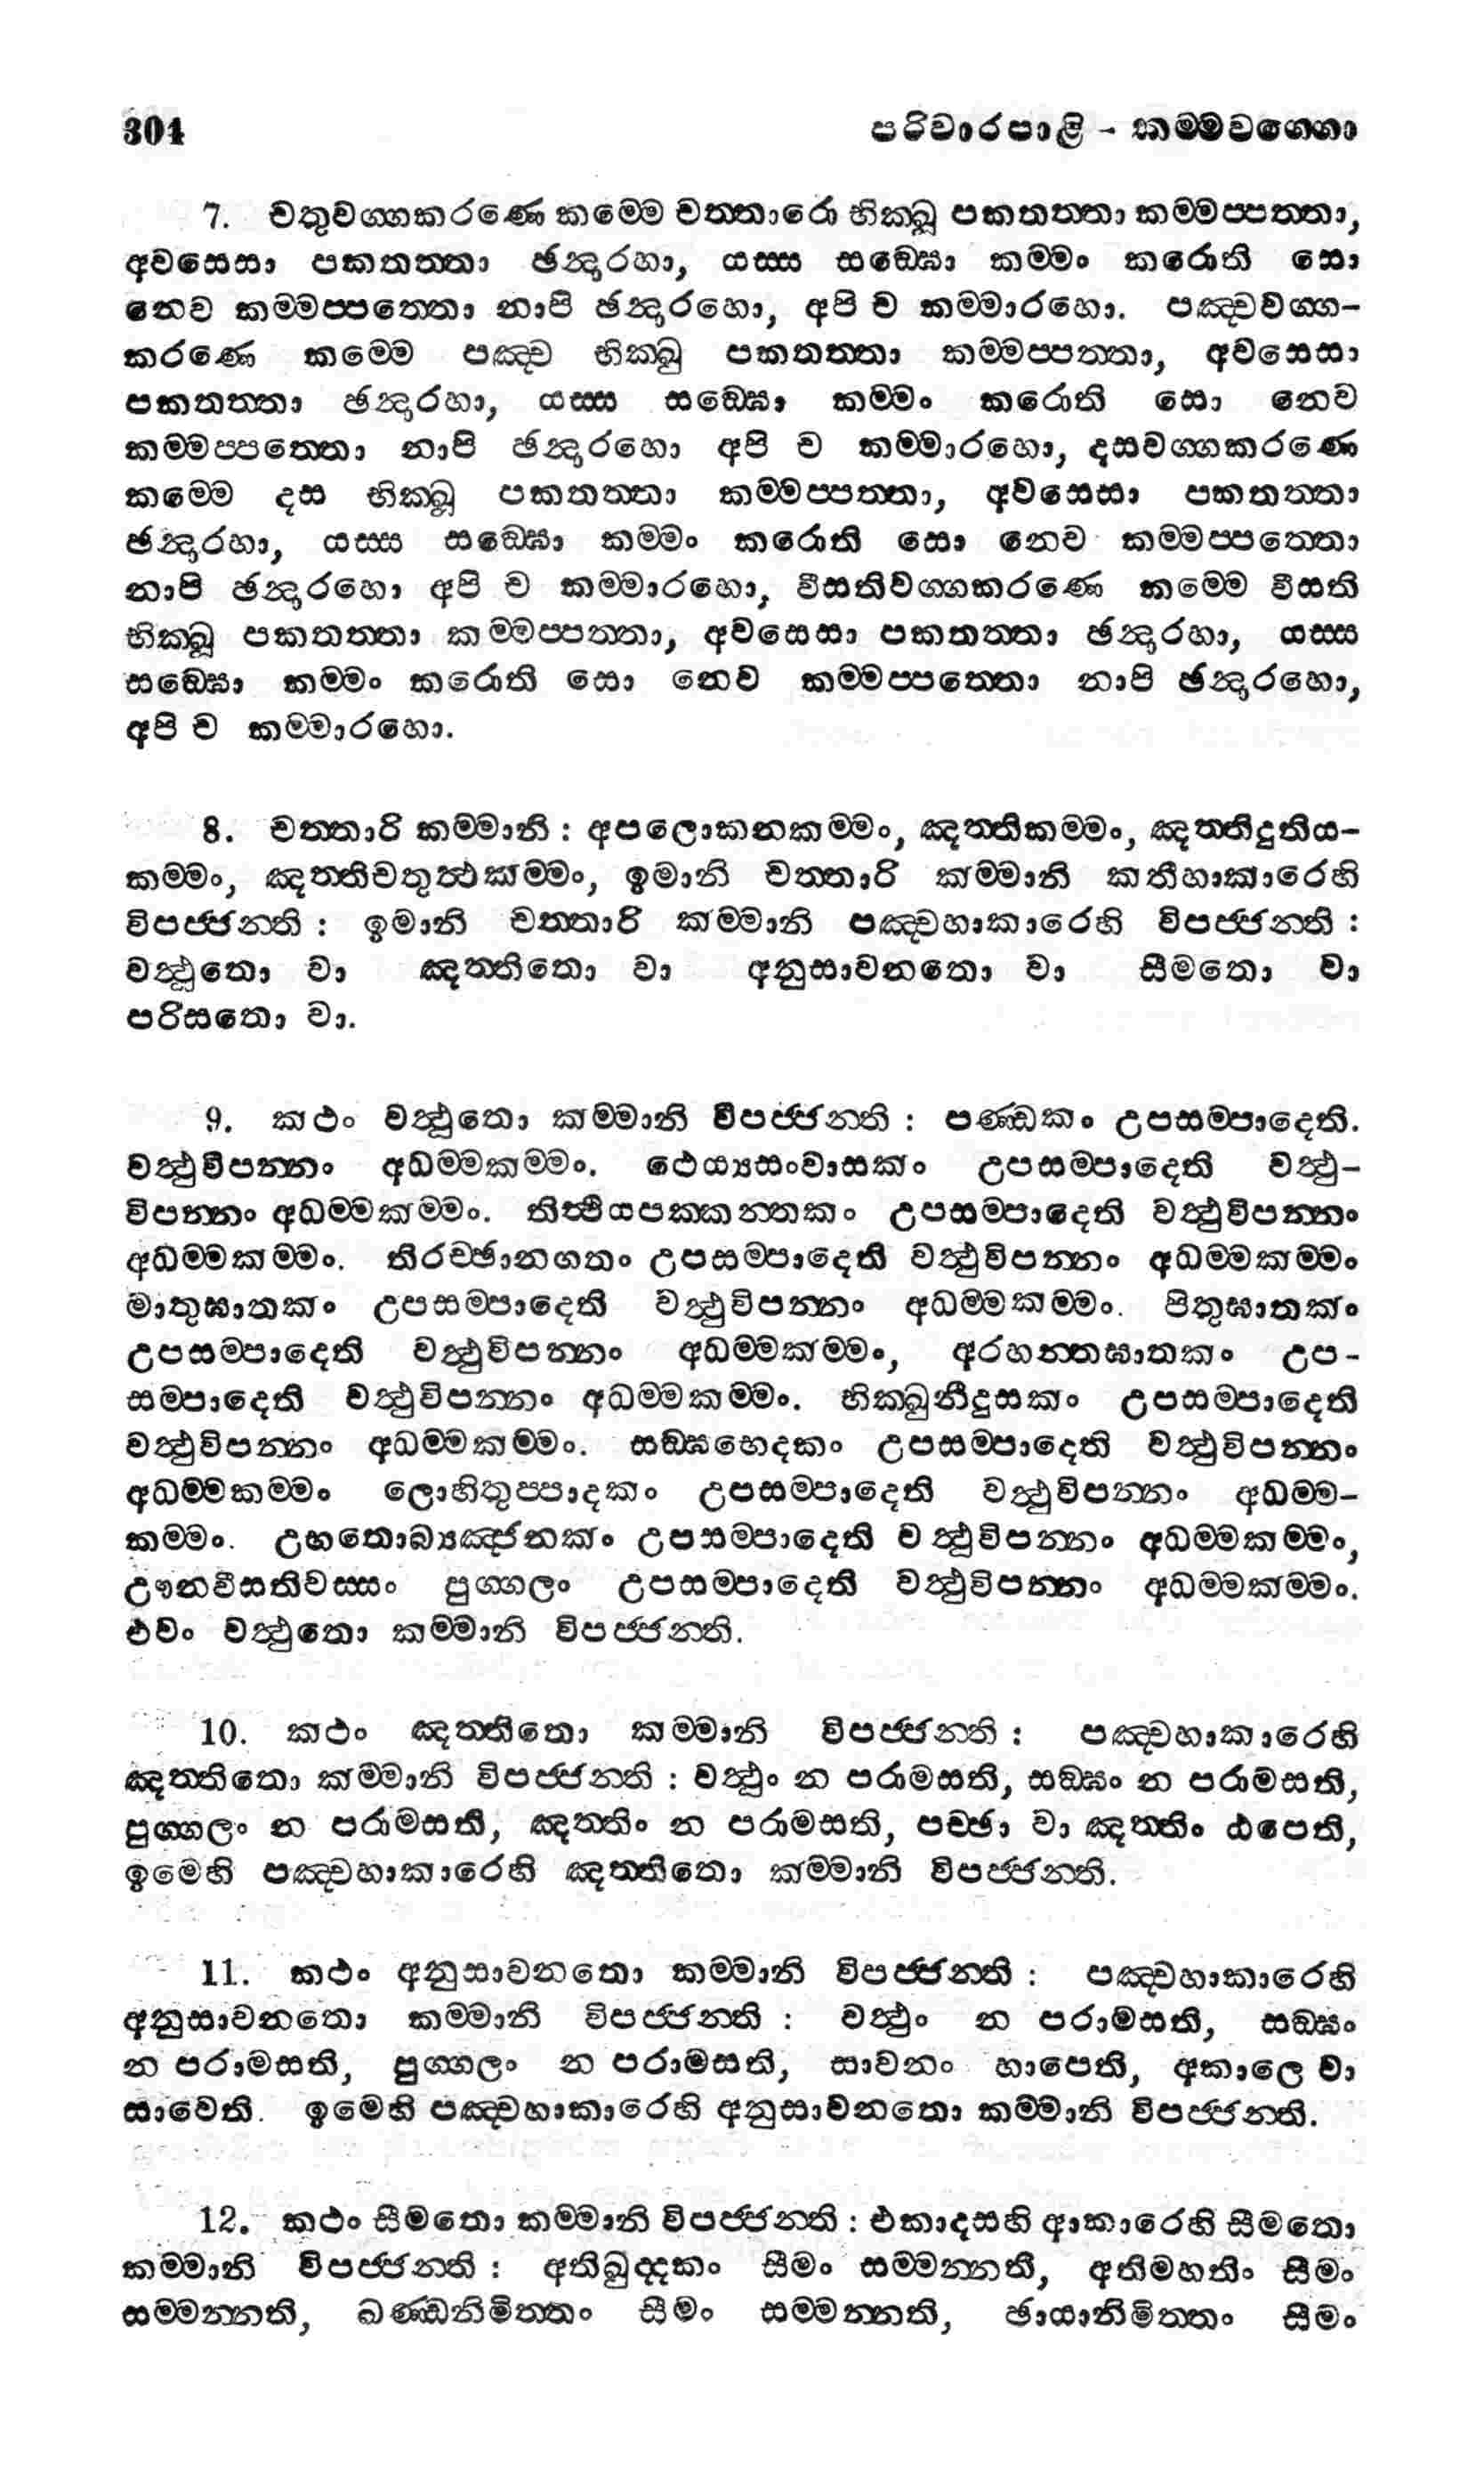 304 පරිවාරපාළි - කම්මවග්ගො
7. චතුවග්ගකරණෙ කම්මෙ චත්තාරො භික්ඛූ පකතත්තා කම්මප්පත්තා,
අවසෙසා පකතත්තා ඡන්දාරහා, යස්ස සඞ්ඝො කම්මං කරොති සො
නෙව කම්මප්පත්තො නාපි ඡන්දාරහො, අපි ච කම්මාරහො. පඤ්චවග්ග-
කරණෙ කම්මෙ පඤ්ච භික්ඛු පකතත්තා කම්මප්පත්තා, අවසෙසා
පකතත්තා ඡන්දාරහා, යස්ස සඞ්ඝො කම්මං කරොති සො නෙව
කම්මප්පත්තො නාපි ඡන්දාරහො අපි ච කම්මාරහො, දසවග්ගකරණෙ
කම්මෙ දස භික්ඛූ පකතත්තා කම්මප්පත්තා, අවසෙසා පකතත්තා
ඡන්දාරහා, යස්ස සඞ්ඝො කම්මං කරොති සො නෙව කම්මප්පත්තො
නාපි ඡන්දාරහො අපි ච කම්මාරහො, වීසතිවග්ගකරණෙ කම්මෙ වීසති
භික්ඛූ පකතත්තා කම්මප්පත්තා, අවසෙසා පකතත්තා ඡන්දාරහා, යස්ස
සඞ්ඝො කම්මං කරොති සො නෙව කම්මප්පත්තො නාපි ඡන්දාරහො,
අපි ච කම්මාරහො.
8. චත්තාරි කම්මානි : අපලොකනකම්මං, ඤත්තිකම්මං, ඤත්තිදුතිය-
කම්මං, ඤත්තිචතුත්ථකම්මං, ඉමානි චත්තාරි කම්මානි කතීහාකාරෙහි
විපජ්ජන්ති : ඉමානි චත්තාරි කම්මානි පඤ්චහාකාරෙහි විපජ්ජන්ති :
වත්ථූතො වා ඤත්තිතො වා අනුසාවනතො වා සීමතො වා
පරිසතො වා.
9. කථං වත්ථූතො කම්මානි විපජ්ජන්ති : පණ්ඩකං උපසම්පාදෙති.
වත්ථුවිපන්නං අධම්මකම්මං. ථෙය්‍යසංවාසකං උපසම්පාදෙති වත්ථු-
විපන්නං අධම්මකම්මං. තිත්ථියපක්කන්තකං උපසම්පාදෙති වත්ථුවිපන්නං
අධම්මකම්මං. තිරච්ඡානගතං උපසම්පාදෙති වත්ථුවිපන්නං අධම්මකම්මං
මාතුඝාතකං උපසම්පාදෙති වත්ථුවිපන්නං අධම්මකම්මං. පිතුඝාතකං
උපසම්පාදෙති වත්ථුවිපන්නං අධම්මකම්මං, අරහන්තඝාතකං උප-
සම්පාදෙති වත්ථුවිපන්නං අධම්මකම්මං. භික්ඛුනීදුසකං උපසම්පාදෙති
වත්ථුවිපන්නං අධම්මකම්මං. සඞ්ඝභෙදකං උපසම්පාදෙති වත්ථුවිපන්නං
අධම්මකම්මං ලොහිතුප්පාදකං උපසම්පාදෙති වත්ථුවිපන්නං අධම්ම-
කම්මං. උභතොබ්‍යඤ්ජනකං උපසම්පාදෙති වත්ථූවිපන්නං අධම්මකම්මං,
ඌනවීසතිවස්සං පුග්ගලං උපසම්පාදෙති වත්ථුවිපන්නං අධම්මකම්මං.
එවං වත්ථුතො කම්මානි විපජ්ජන්ති.
10. කථං ඤත්තිතො කම්මානි විපජ්ජන්ති : පඤ්චහාකාරෙහි
ඤත්තිතො කම්මානි විපජ්ජන්ති : වත්ථුං න පරාමසති, සඞ්ඝං න පරාමසති,
පුග්ගලං න පරාමසති, ඤත්තිං න පරාමසති, පච්ඡා වා ඤත්තිං ඨපෙති,
ඉමෙහි පඤ්චහාකාරෙහි ඤත්තිතො කම්මානි විපජ්ජන්ති.
11. කථං අනුසාවනතො කම්මානි විපජ්ජන්ති : පඤ්චහාකාරෙහි
අනුසාවනතො කම්මානි විපජ්ජන්ති : වත්ථුං න පරාමසති, සඞ්ඝං
න පරාමසති, පුග්ගලං න පරාමසති, සාවනං හාපෙති, අකාලෙ වා
සාවෙති. ඉමෙහි පඤ්චහාකාරෙහි අනුසාවනතො කම්මානි විපජ්ජන්ති.
12. කථං සීමතො කම්මානි විපජ්ජන්ති : එකාදසහි ආකාරෙහි සීමතො
කම්මානි විපජ්ජන්ති : අතිඛුද්දකං සීමං සම්මන්නති, අතිමහතිං සීමං
සම්මන්නති, ඛණ්ඩනිමිත්තං සීමං සම්මන්නති, ඡායානිමිත්තං සීමං